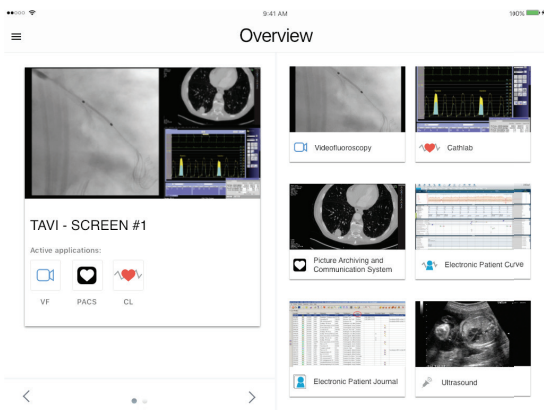 9:41 AM
100%
Overview
TAVI - SCREEN #1
Active applications:
VF PACS CL
Videofluoroscopy
Cathlab
Picture Archiving and
Communication System
Electronic Patient Curve
Electronic Patient Journal
Ultrasound